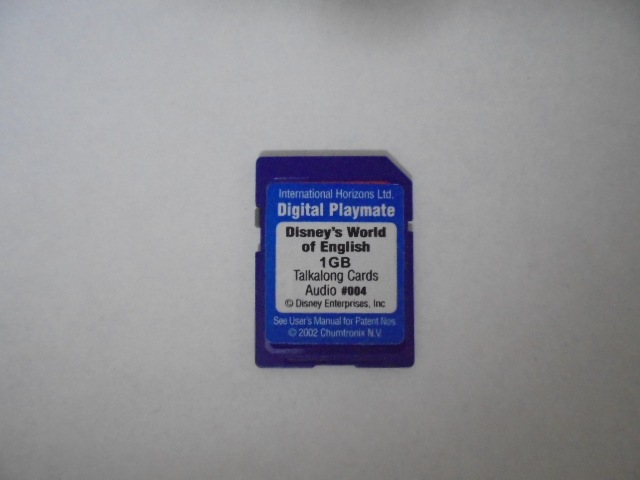 International Horizons Ltd.
Digital Playmate
Disney's World
of English
1GB
Talkalong Cards
Audio #004
© Disney Enterprises, Inc
See User's Manual for Patent Nos.
© 2002 Chumtronix N.V.